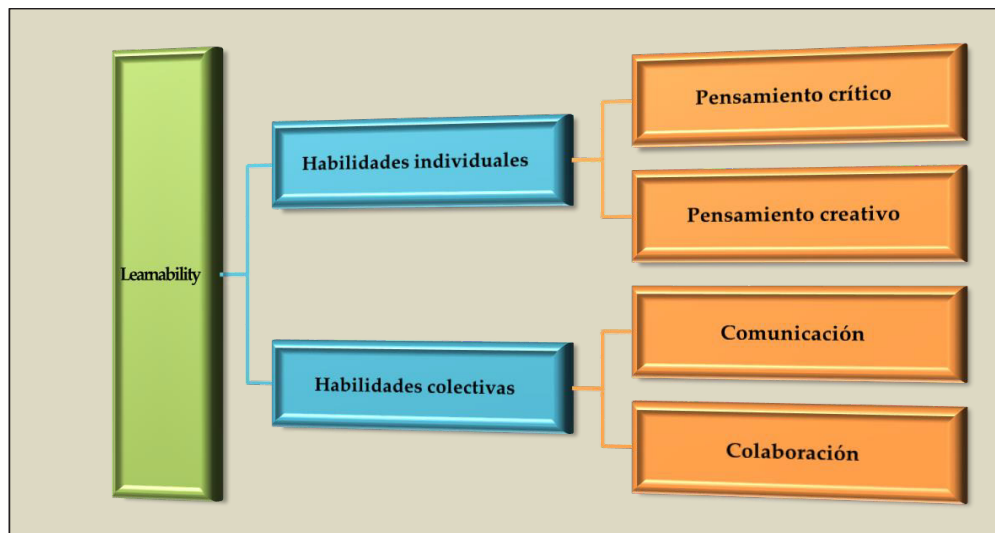 Learnability
Habilidades individuales
Pensamiento crítico
Pensamiento creativo
Habilidades colectivas
Comunicación
Colaboración